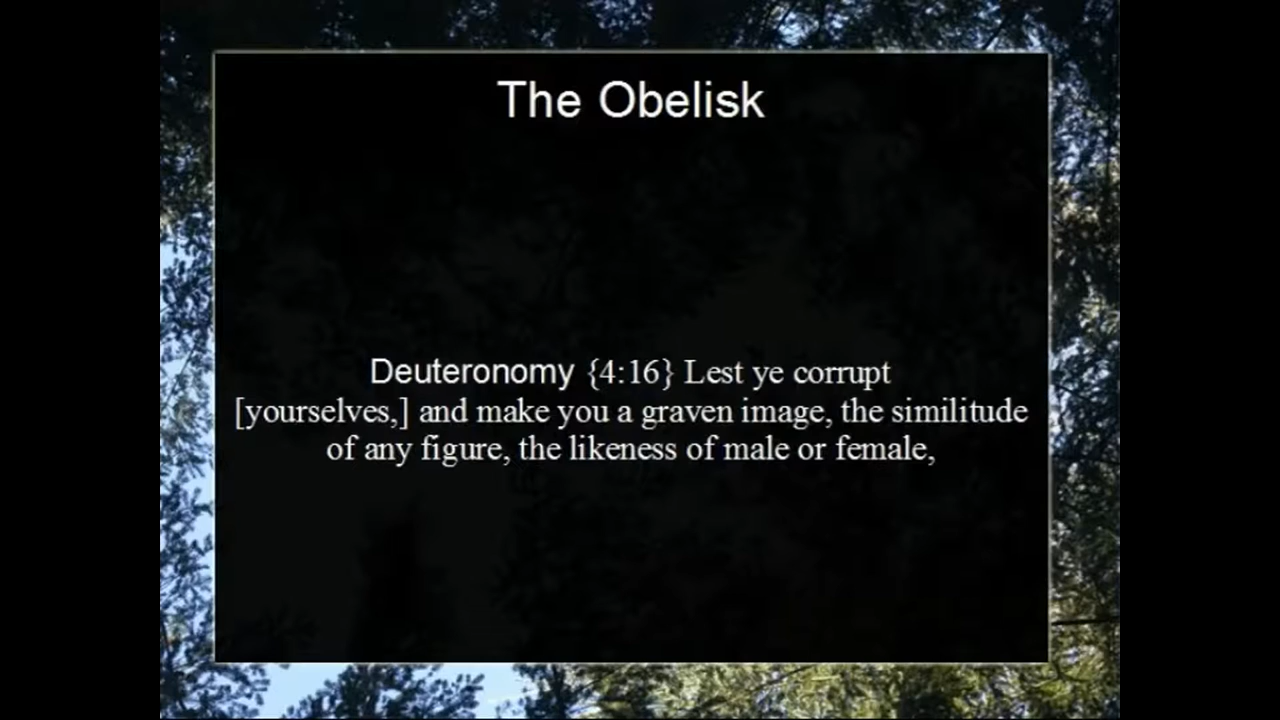 The Obelisk
Deuteronomy {4:16} Lest ye corrupt
[yourselves,] and make you a graven image, the similitude
of any figure, the likeness of male or female,